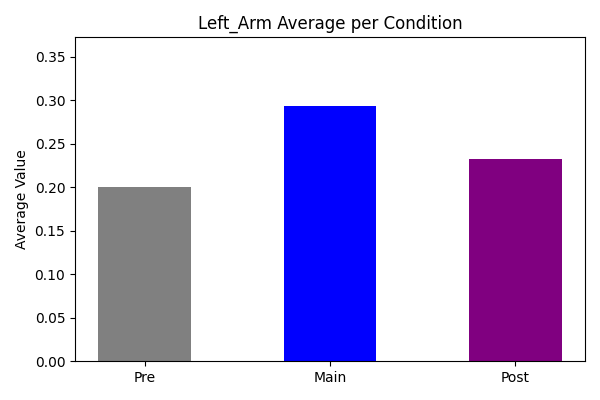 Left_Arm Average per Condition
Average Value
0.35
0.30
0.25
0.20
0.15
0.10
0.05
0.00
Pre
Main
Post